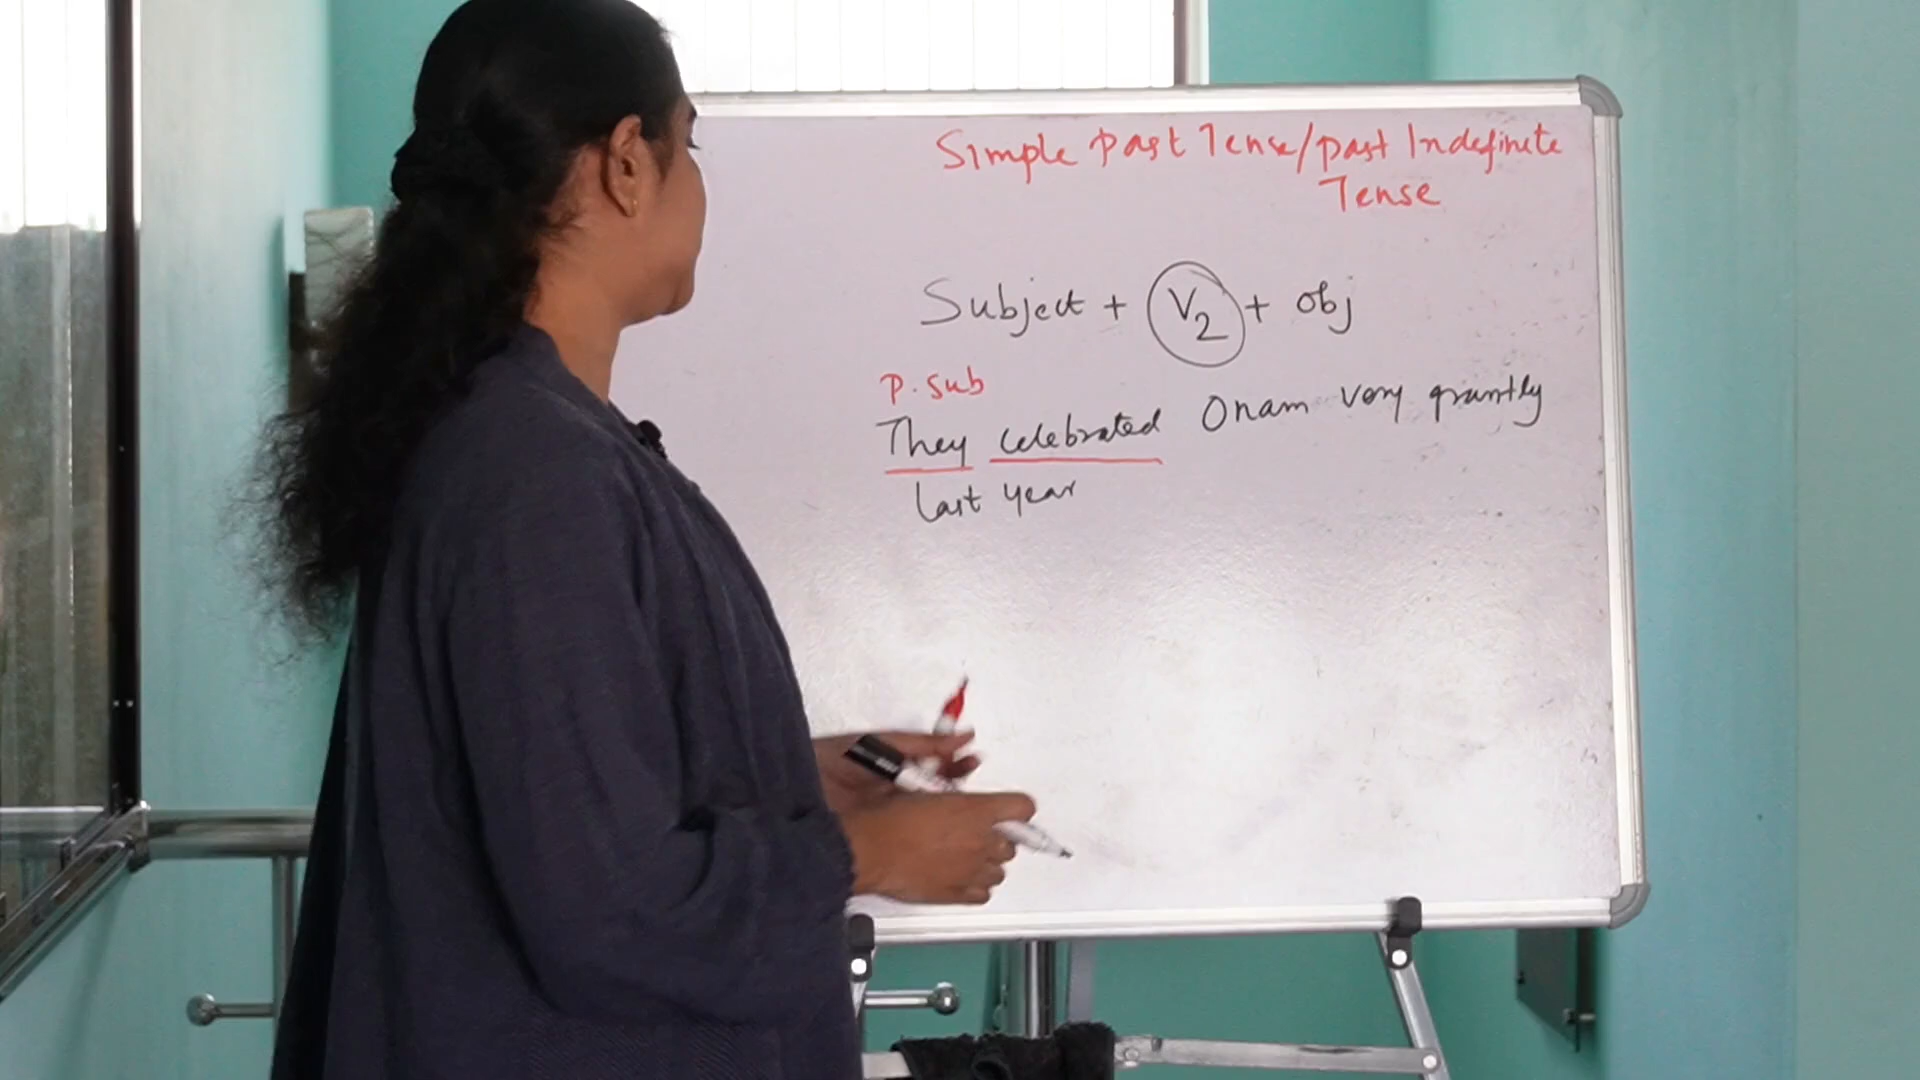 Simple Past Tense/Past Indefinite
Tense
Subject + V2 + obj
P. Sub
They celebrated Onam very grantly
last year